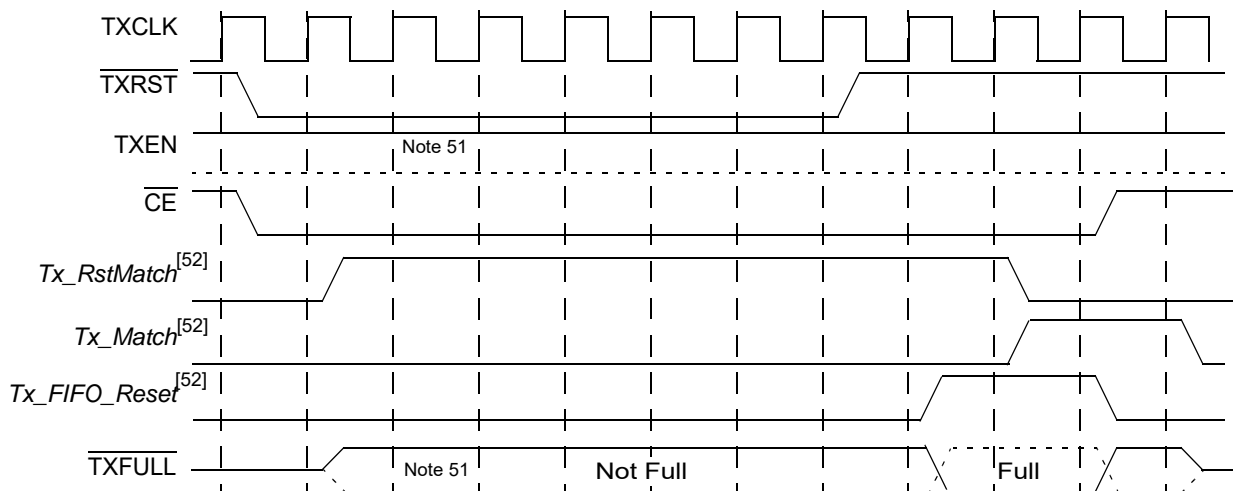 TXCLK
TXRST
TXEN
Note 51
CE
Tx_RstMatch[52]
Tx_Match[52]
Tx_FIFO_Reset[52]
TXFULL
Note 51
Not Full
Full